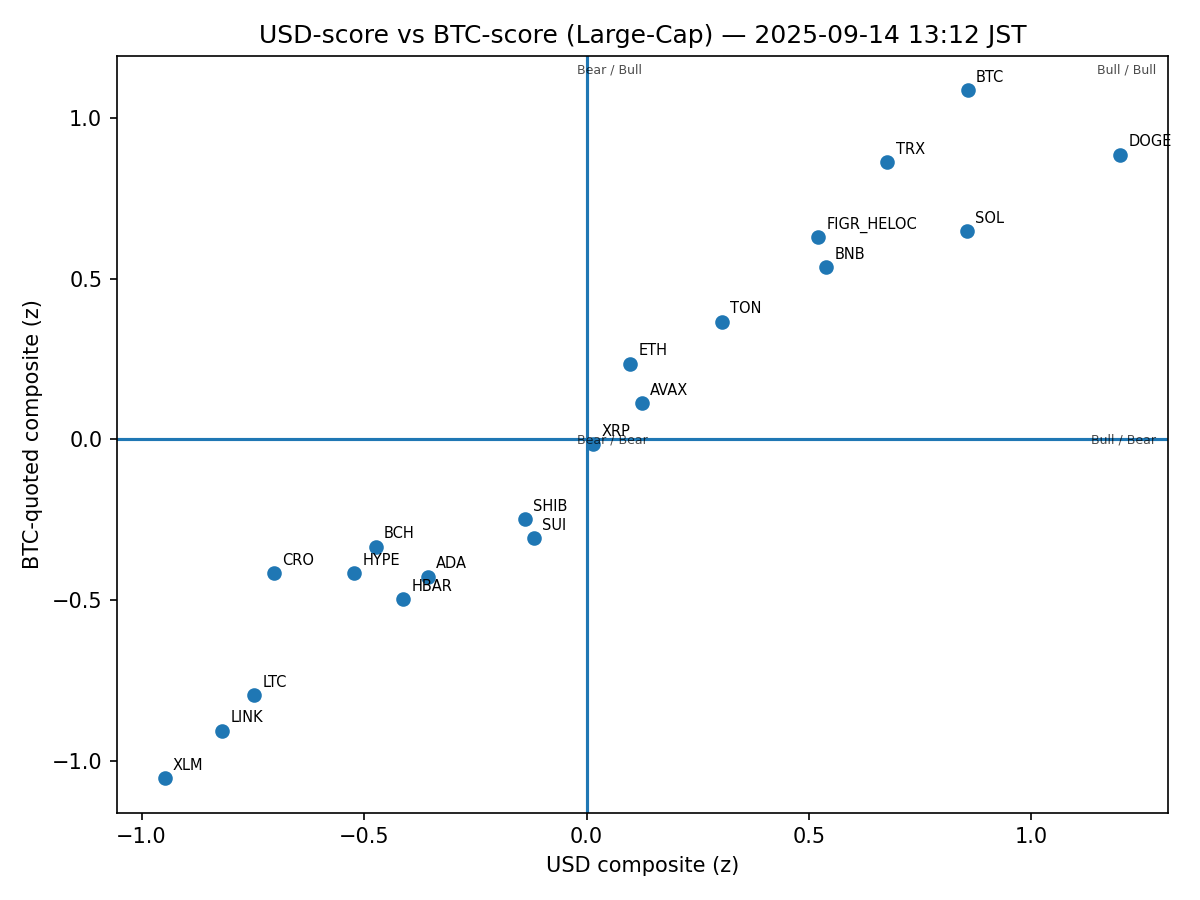 USD-score vs BTC-score (Large-Cap) — 2025-09-14 13:12 JST
Bear / Bull
Bull / Bull
BTC
1.0
DOGE
TRX
FIGR_HELOC
SOL
BNB
0.5
TON
ETH
AVAX
XRP
0.0
Bear / Bear
Bull / Bear
SHIB
SUI
BCH
CRO
HYPE
ADA
HBAR
−0.5
LTC
LINK
−1.0
XLM
BTC-quoted composite (z)
−1.0
−0.5
0.0
0.5
1.0
USD composite (z)